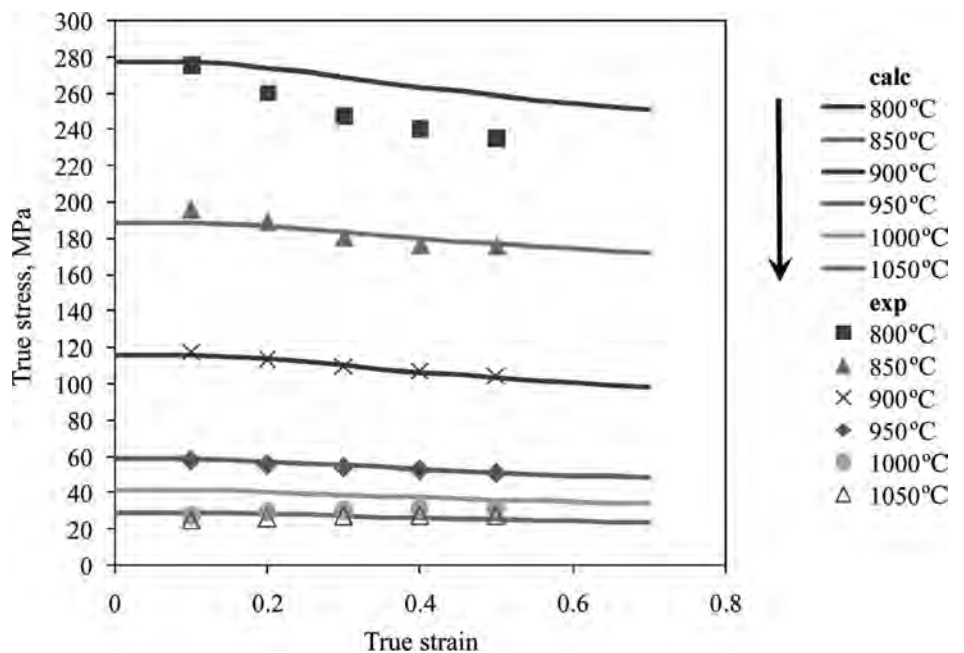 300
280
260
240
220
200
180
160
140
120
100
80
60
40
20
0
True stress, MPa
0 0.2 0.4 0.6 0.8
True strain
calc
800°C
850°C
900°C
950°C
1000°C
1050°C
exp
800°C
850°C
900°C
950°C
1000°C
1050°C